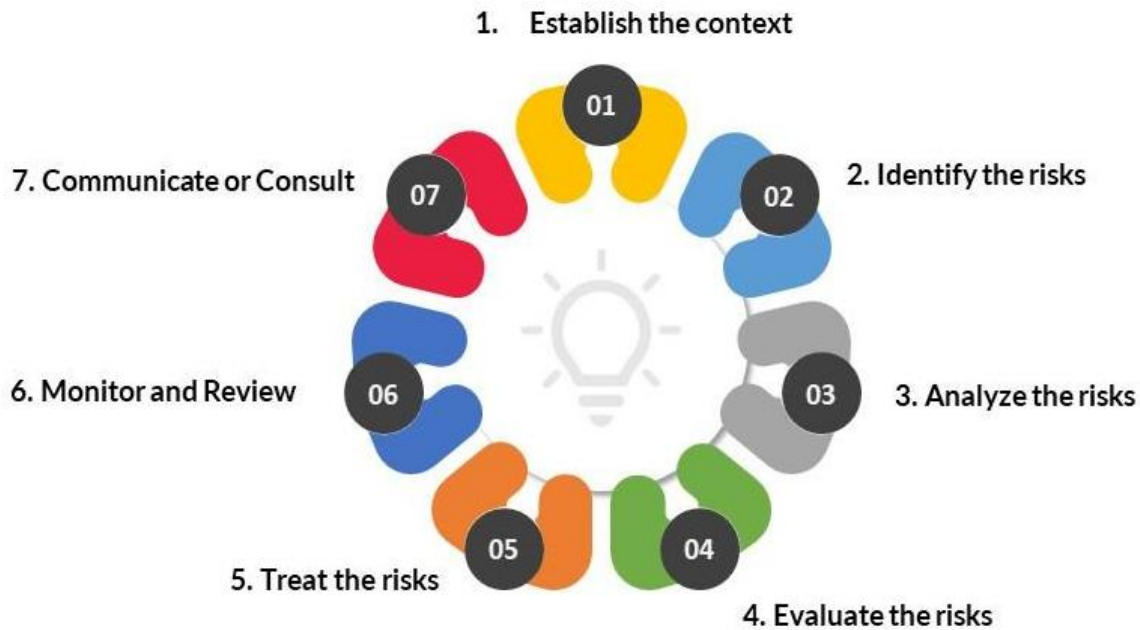 1. Establish the context
01
02
2. Identify the risks
03
3. Analyze the risks
04
4. Evaluate the risks
05
5. Treat the risks
06
6. Monitor and Review
07
7. Communicate or Consult